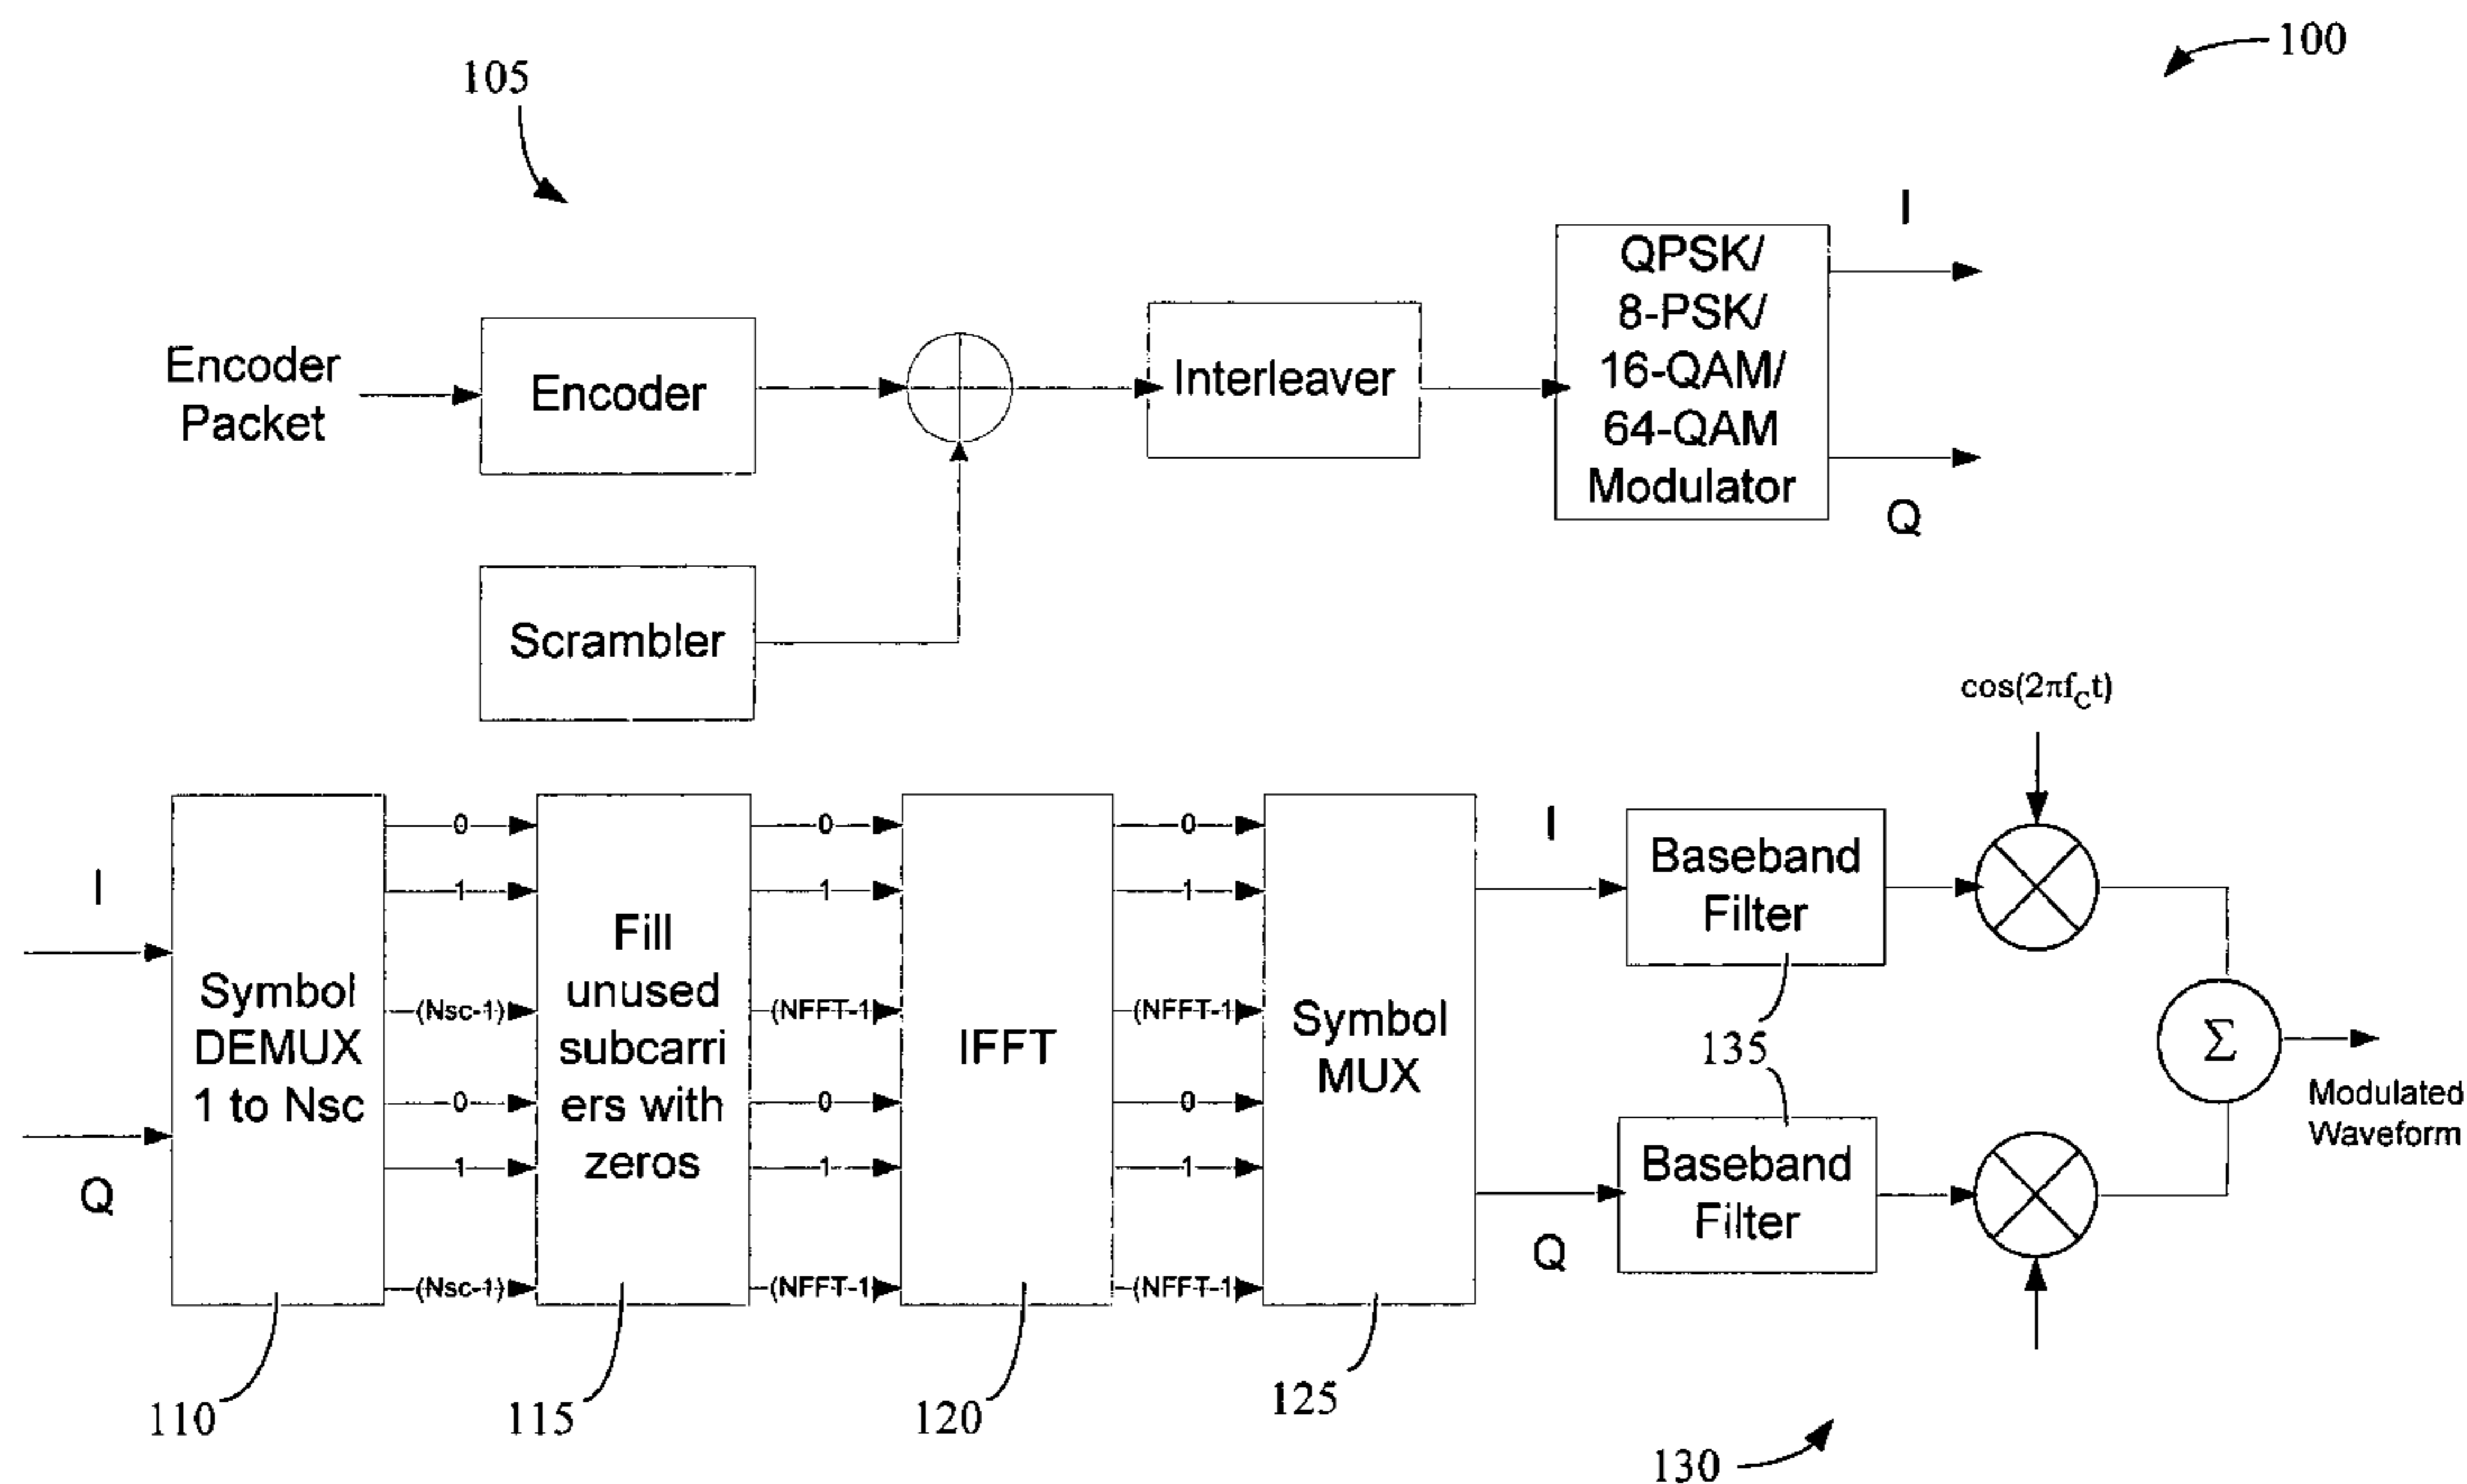 100
105
I
QPSK/
8-PSK/
16-QAM/
64-QAM
Modulator
Encoder
Packet
Encoder
Interleaver
Q
Scrambler
cos(2πf_Ct)
I
Symbol
DEMUX
1 to Nsc
Q
0
1
(Nsc-1)
0
1
(Nsc-1)
Fill
unused
subcarri
ers with
zeros
0
1
(NFFT-1)
0
1
(NFFT-1)
IFFT
0
1
(NFFT-1)
0
1
(NFFT-1)
Symbol
MUX
I
Baseband
Filter
135
Q
Baseband
Filter
Σ
Modulated
Waveform
110
115
120
125
130